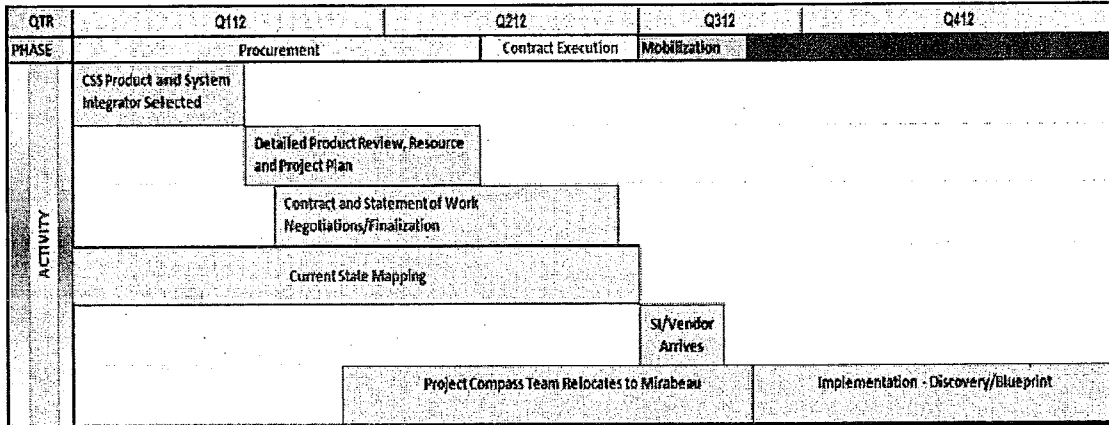 QTR Q112 Q212 Q312 Q412
PHASE Procurement Contract Execution Mobilization
CSS Product and System
Integrator Selected
Detailed Product Review, Resource
and Project Plan
Contract and Statement of Work
Negotiations/Finalization
ACTIVITY
Current State Mapping
SI/Vendor
Arrives
Project Compass Team Relocates to Mirabeau Implementation - Discovery/Blueprint